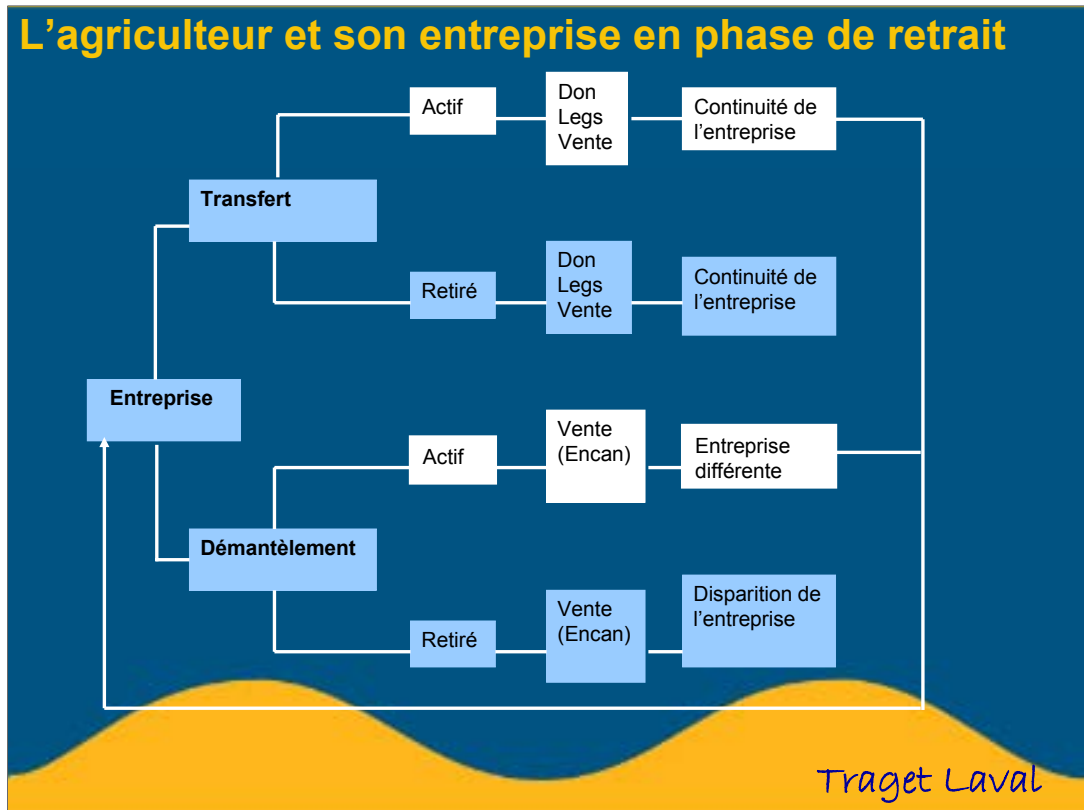 L’agriculteur et son entreprise en phase de retrait
Actif
Don
Legs
Vente
Continuité de
l’entreprise
Transfert
Retiré
Don
Legs
Vente
Continuité de
l’entreprise
Entreprise
Actif
Vente
(Encan)
Entreprise
différente
Démantèlement
Retiré
Vente
(Encan)
Disparition de
l’entreprise
Traget Laval